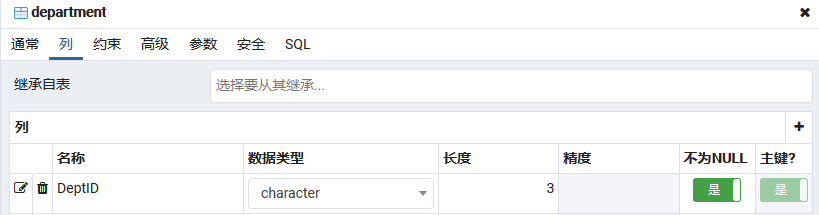 department
通常 列 约束 高级 参数 安全 SQL
继承自表 选择要从其继承...
列
名称 数据类型 长度 精度 不为NULL 主键?
DeptID character 3 是 是